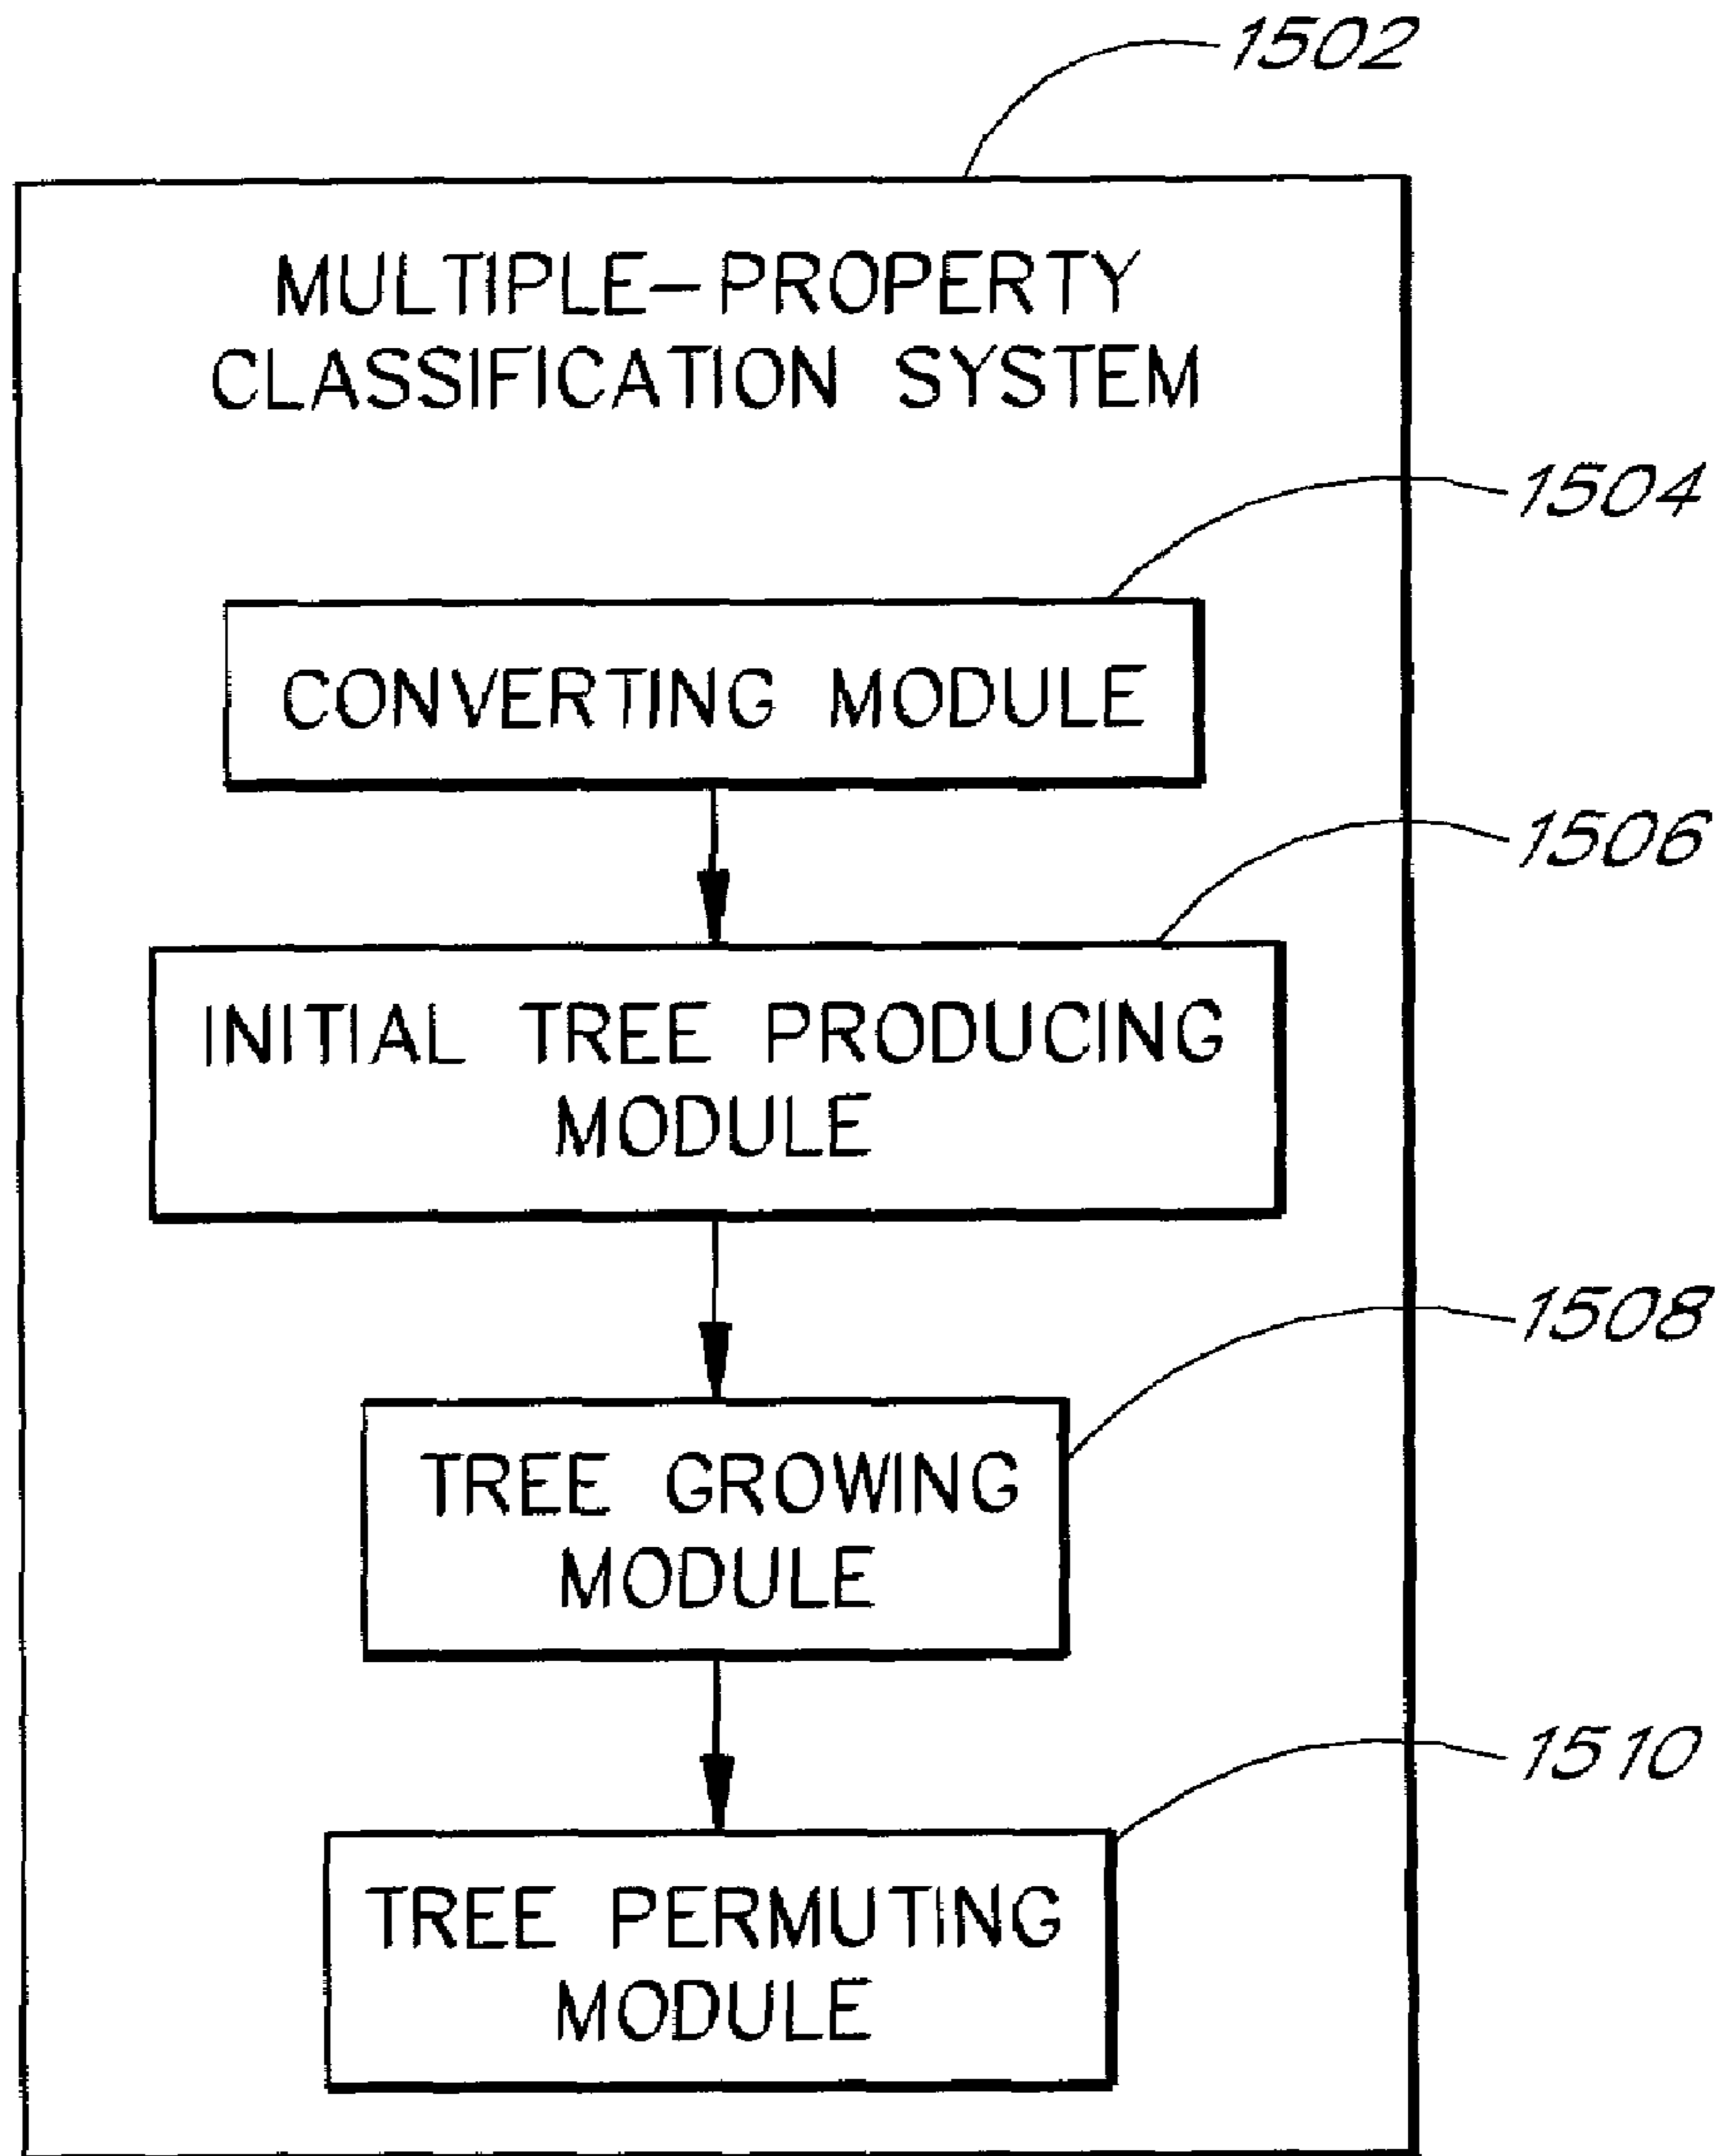 1502
MULTIPLE-PROPERTY
CLASSIFICATION SYSTEM
1504
CONVERTING MODULE
1506
INITIAL TREE PRODUCING
MODULE
1508
TREE GROWING
MODULE
1510
TREE PERMUTING
MODULE